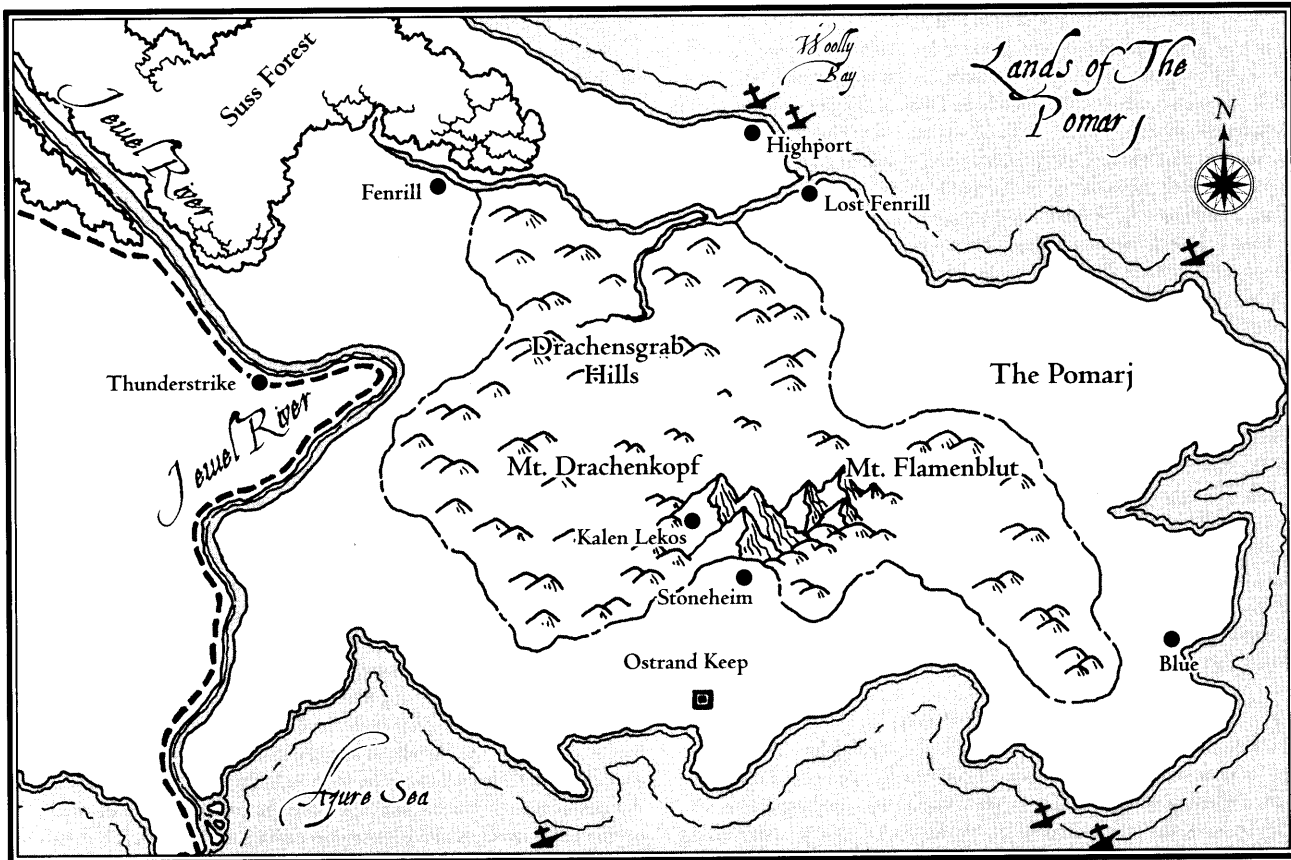 Woolly
Bay
Lands of The
Pomarj
N
Suss Forest
Jewel River
Highport
Fenrill
Lost Fenrill
Drachensgrab
Hills
The Pomarj
Thunderstrike
Jewel River
Mt. Drachenkopf
Mt. Flamenblut
Kalen Lekos
Stoneheim
Ostrand Keep
Blue
Azure Sea